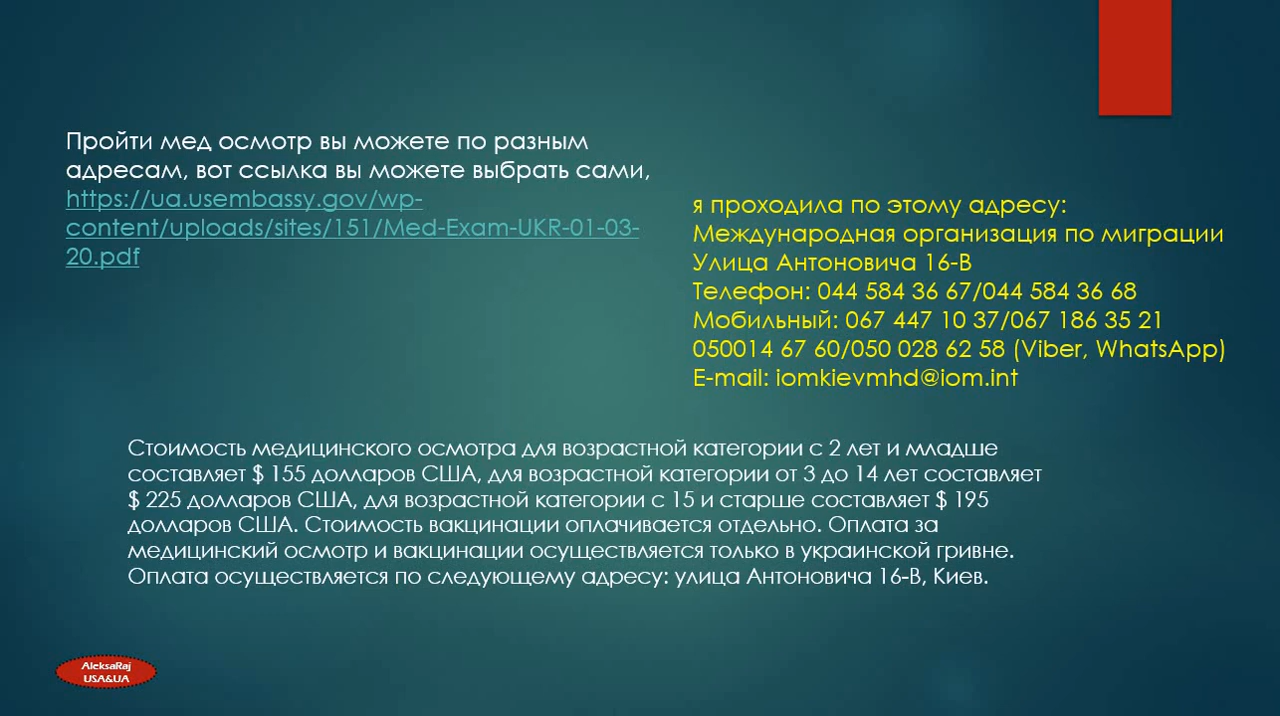 Пройти мед осмотр вы можете по разным
адресам, вот ссылка вы можете выбрать сами,
https://ua.usembassy.gov/wp-
content/uploads/sites/151/Med-Exam-UKR-01-03-
20.pdf
я проходила по этому адресу:
Международная организация по миграции
Улица Антоновича 16-В
Телефон: 044 584 36 67/044 584 36 68
Мобильный: 067 447 10 37/067 186 35 21
050014 67 60/050 028 62 58 (Viber, WhatsApp)
E-mail: iomkievmhd@iom.int
Стоимость медицинского осмотра для возрастной категории с 2 лет и младше
составляет $ 155 долларов США, для возрастной категории от 3 до 14 лет составляет
$ 225 долларов США, для возрастной категории с 15 и старше составляет $ 195
долларов США. Стоимость вакцинации оплачивается отдельно. Оплата за
медицинский осмотр и вакцинации осуществляется только в украинской гривне.
Оплата осуществляется по следующему адресу: улица Антоновича 16-В, Киев.
AleksaRaj
USA&UA